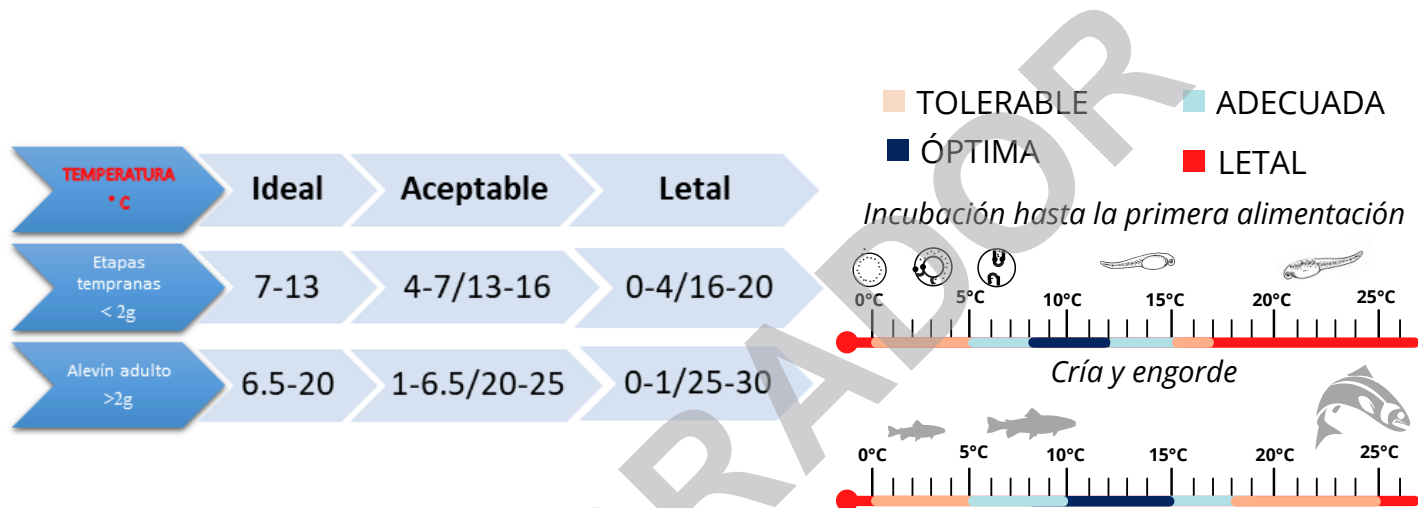 TEMPERATURA
° C
Ideal
Aceptable
Letal
Etapas
tempranas
< 2g
7-13
4-7/13-16
0-4/16-20
Alevín adulto
>2g
6.5-20
1-6.5/20-25
0-1/25-30
TOLERABLE
ADECUADA
ÓPTIMA
LETAL
Incubación hasta la primera alimentación
0°C 5°C 10°C 15°C 20°C 25°C
Cría y engorde
0°C 5°C 10°C 15°C 20°C 25°C
RADOR